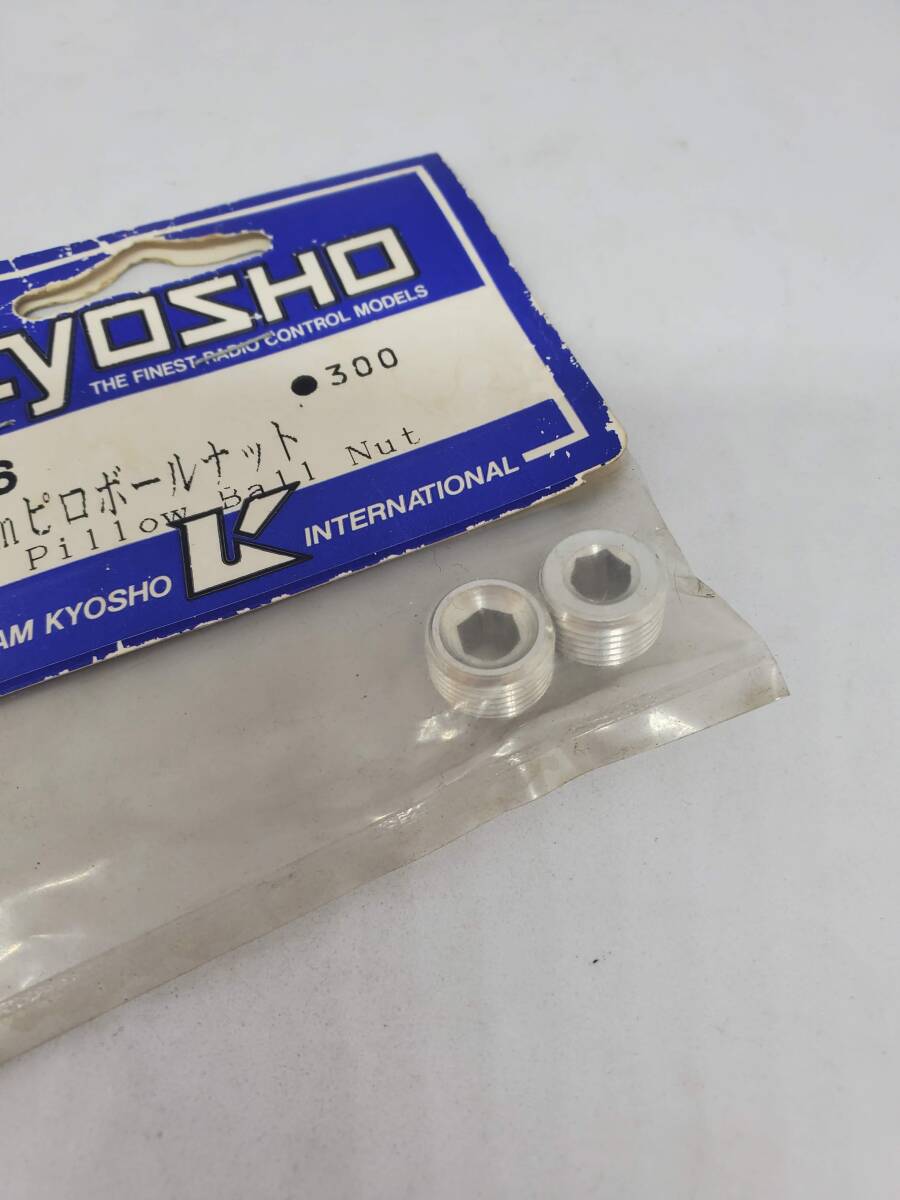 KYOSHO
THE FINEST RADIO CONTROL MODELS
●300
mピロボールナット
Pillow Ball Nut
K INTERNATIONAL
KYOSHO